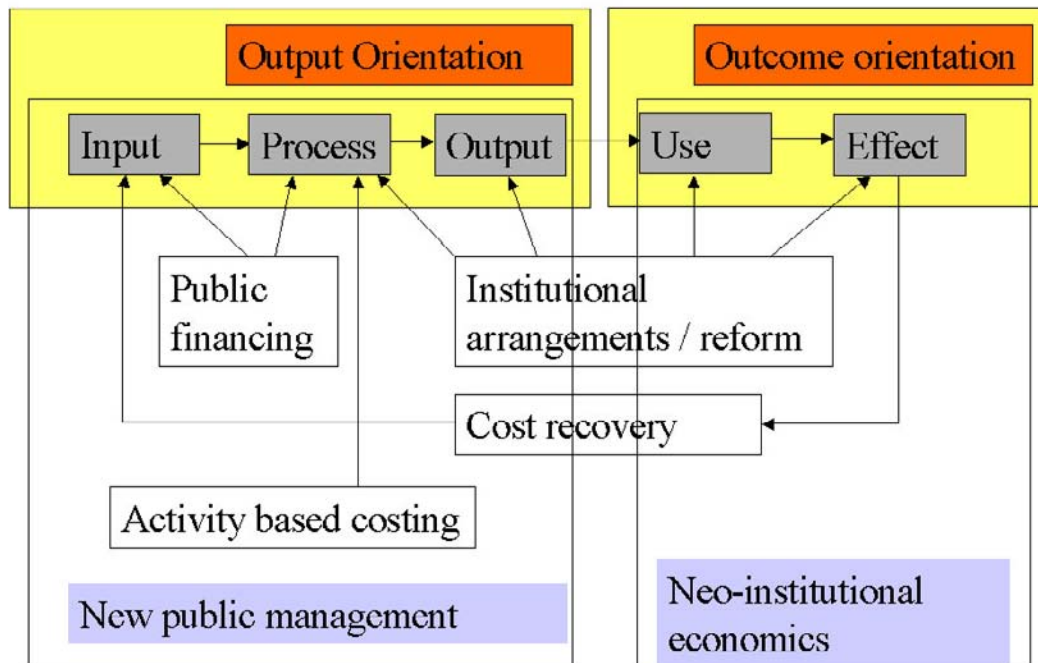 Output Orientation
Outcome orientation
Input
Process
Output
Use
Effect
Public
financing
Institutional
arrangements / reform
Cost recovery
Activity based costing
New public management
Neo-institutional
economics